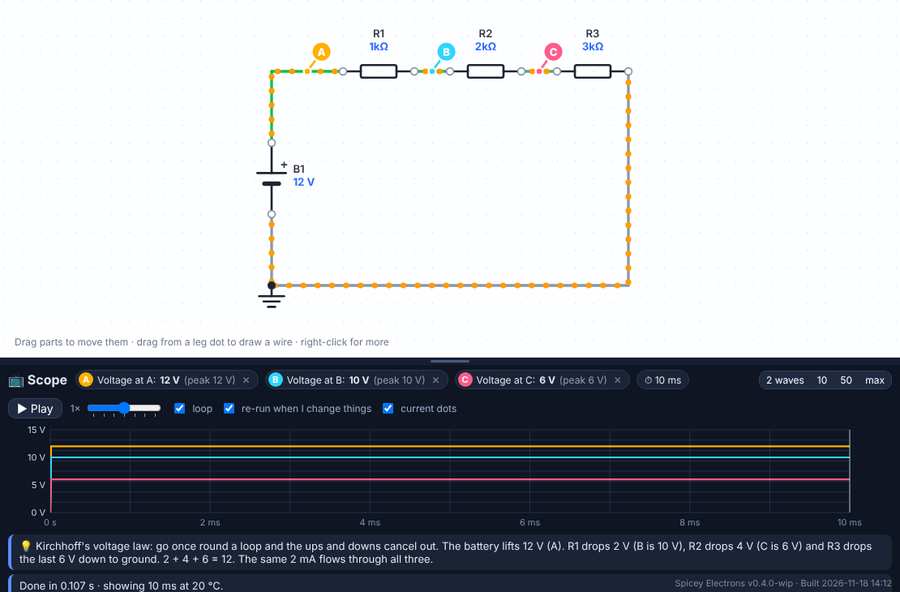 R1
1kΩ
R2
2kΩ
R3
3kΩ
A
B
C
+
B1
12 V
Drag parts to move them · drag from a leg dot to draw a wire · right-click for more
📺 Scope
A Voltage at A: 12 V (peak 12 V) ×
B Voltage at B: 10 V (peak 10 V) ×
C Voltage at C: 6 V (peak 6 V) ×
⏱ 10 ms
2 waves 10 50 max
▶ Play 1× loop re-run when I change things current dots
15 V
10 V
5 V
0 V
0 s 2 ms 4 ms 6 ms 8 ms 10 ms
💡 Kirchhoff's voltage law: go once round a loop and the ups and downs cancel out. The battery lifts 12 V (A). R1 drops 2 V (B is 10 V), R2 drops 4 V (C is 6 V) and R3 drops
the last 6 V down to ground. 2 + 4 + 6 = 12. The same 2 mA flows through all three.
Done in 0.107 s · showing 10 ms at 20 °C.
Spicey Electrons v0.4.0-wip · Built 2026-11-18 14:12